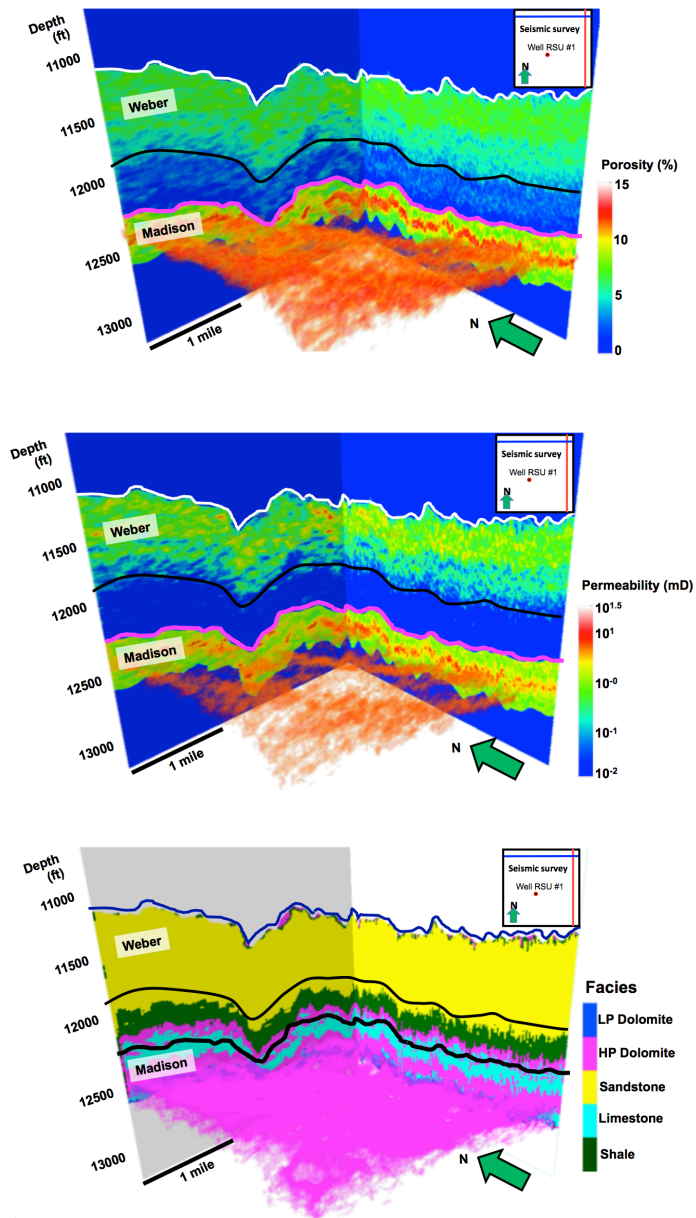 Depth
(ft)
11000
11500
12000
12500
13000
Weber
Madison
1 mile
N
Seismic survey
Well RSU #1
N
Porosity (%)
15
10
5
0
Depth
(ft)
11000
11500
12000
12500
13000
Weber
Madison
1 mile
N
Seismic survey
Well RSU #1
N
Permeability (mD)
10^1.5
10^1
10^-0
10^-1
10^-2
Depth
(ft)
11000
11500
12000
12500
13000
Weber
Madison
1 mile
N
Seismic survey
Well RSU #1
N
Facies
LP Dolomite
HP Dolomite
Sandstone
Limestone
Shale